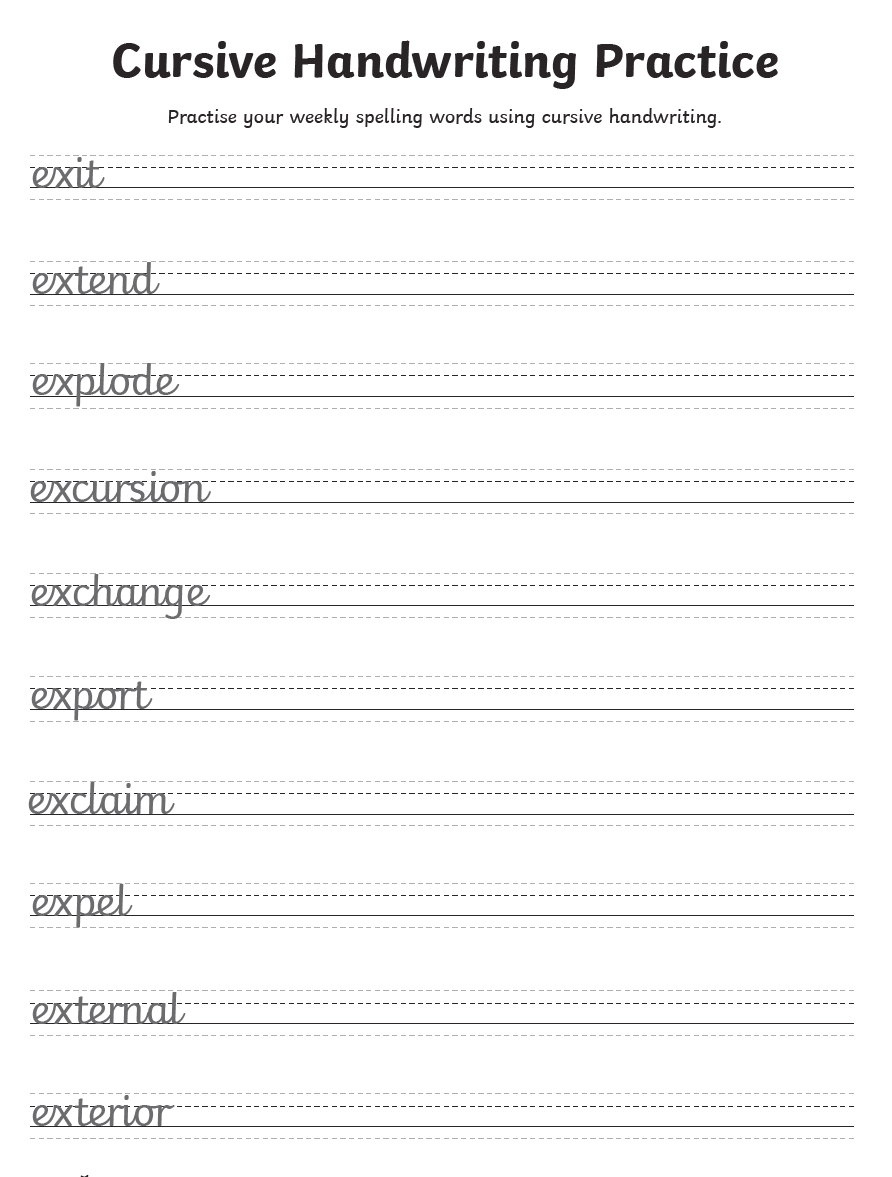 Cursive Handwriting Practice
Practise your weekly spelling words using cursive handwriting.
exit
extend
explode
excursion
exchange
export
exclaim
expel
external
exterior